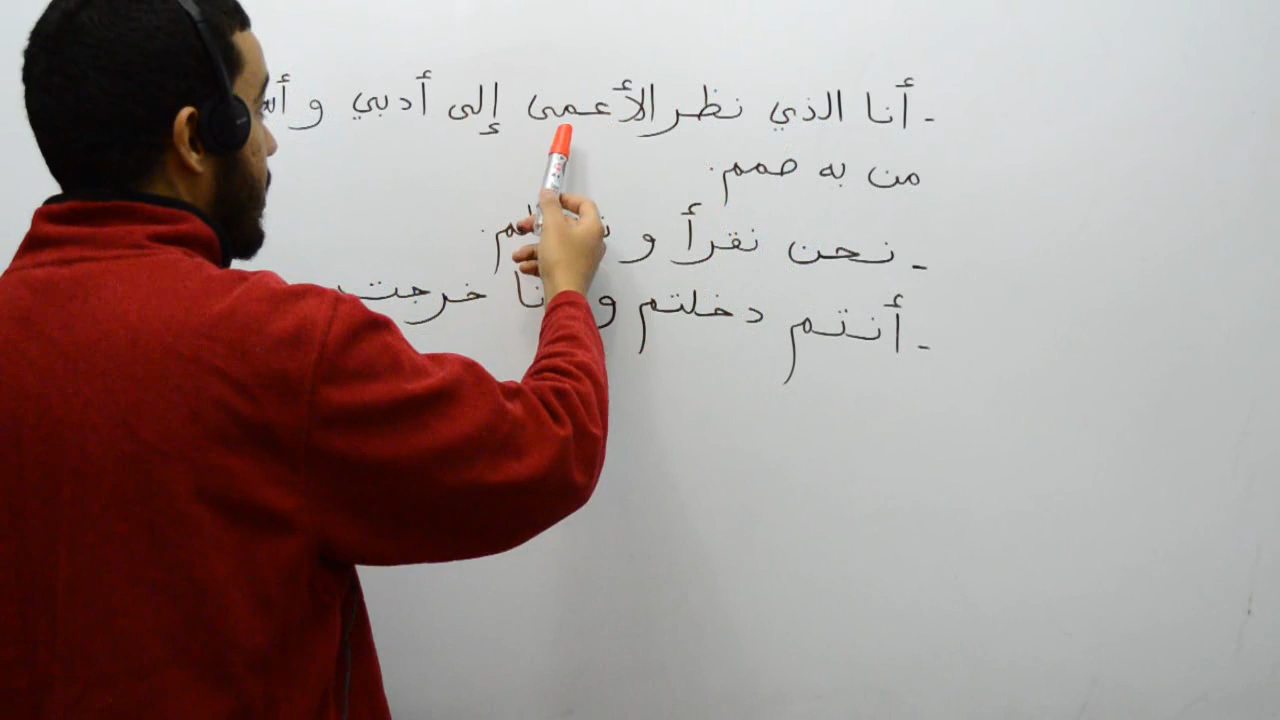 - أنا الذي نظر الأعمى إلى أدبي و
من به صمم.
- نحن نقرأ و
- أنتم دخلتم و خرجت